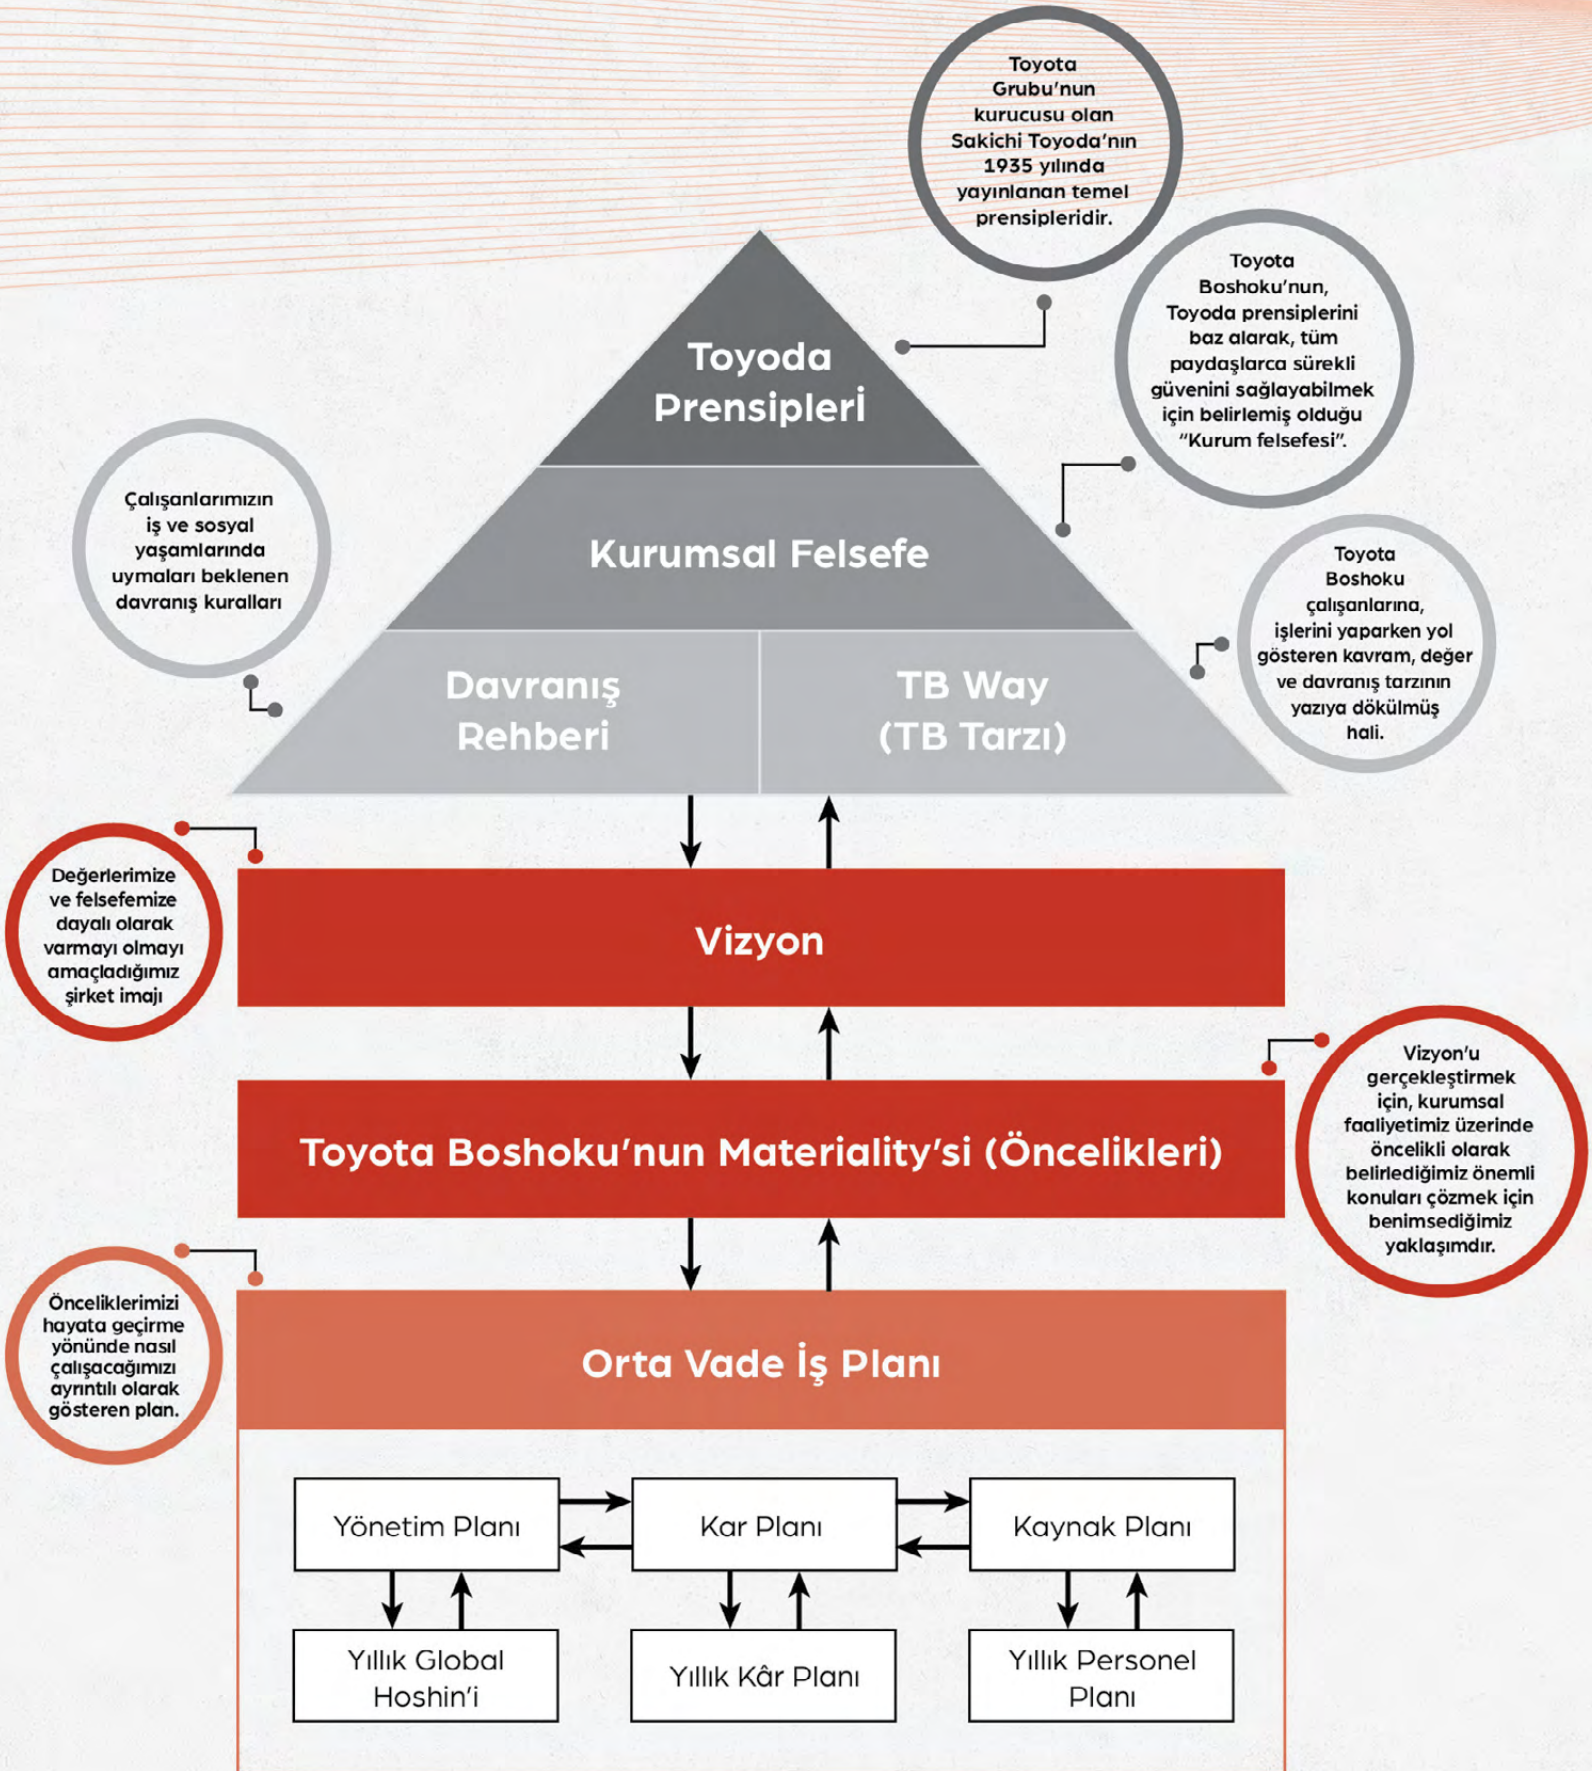 Toyota
Grubu’nun
kurucusu olan
Sakichi Toyoda’nın
1935 yılında
yayınlanan temel
prensipleridir.
Toyota
Boshoku’nun,
Toyoda prensiplerini
baz alarak, tüm
paydaşlarca sürekli
güvenini sağlayabilmek
için belirlemiş olduğu
“Kurum felsefesi”.
Toyoda
Prensipleri
Kurumsal Felsefe
Çalışanlarımızın
iş ve sosyal
yaşamlarında
uymaları beklenen
davranış kuralları
Toyota
Boshoku
çalışanlarına,
işlerini yaparken yol
gösteren kavram, değer
ve davranış tarzının
yazıya dökülmüş
hali.
Davranış
Rehberi
TB Way
(TB Tarzı)
Değerlerimize
ve felsefemize
dayalı olarak
varmayı olmayı
amaçladığımız
şirket imajı
Vizyon
Vizyon’u
gerçekleştirmek
için, kurumsal
faaliyetimiz üzerinde
öncelikli olarak
belirlediğimiz önemli
konuları çözmek için
benimsediğimiz
yaklaşımdır.
Toyota Boshoku’nun Materiality’si (Öncelikleri)
Önceliklerimizi
hayata geçirme
yönünde nasıl
çalışacağımızı
ayrıntılı olarak
gösteren plan.
Orta Vade İş Planı
Yönetim Planı
Kar Planı
Kaynak Planı
Yıllık Global
Hoshin’i
Yıllık Kâr Planı
Yıllık Personel
Planı